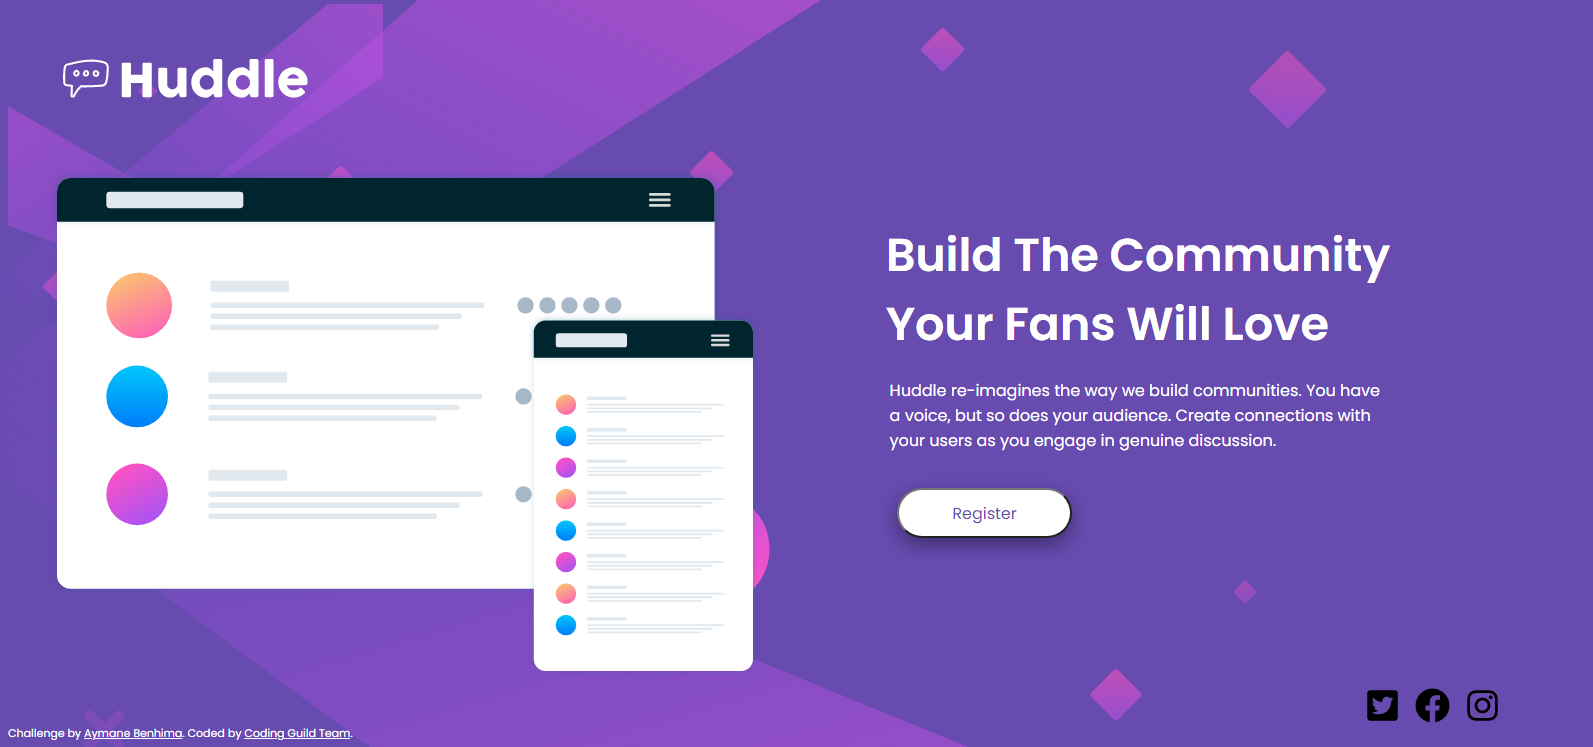 Huddle
Build The Community
Your Fans Will Love
Huddle re-imagines the way we build communities. You have
a voice, but so does your audience. Create connections with
your users as you engage in genuine discussion.
Register
Challenge by Aymane Benhima. Coded by Coding Guild Team.